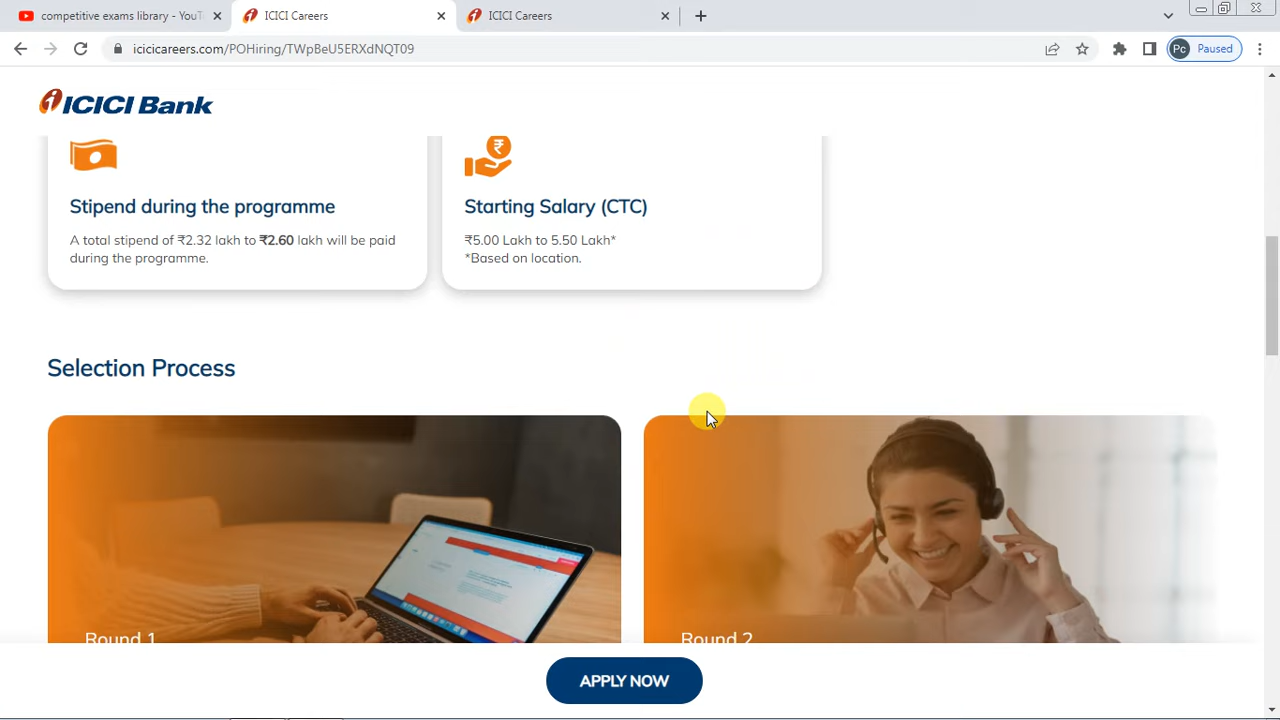 competitive exams library - YouT
ICICI Careers
ICICI Careers
icicicareers.com/POHiring/TWpBeU5ERXdNQT09
Pc Paused
ICICI Bank
Stipend during the programme
A total stipend of ₹2.32 lakh to ₹2.60 lakh will be paid
during the programme.
Starting Salary (CTC)
₹5.00 Lakh to 5.50 Lakh*
*Based on location.
Selection Process
Round 1
Round 2
APPLY NOW